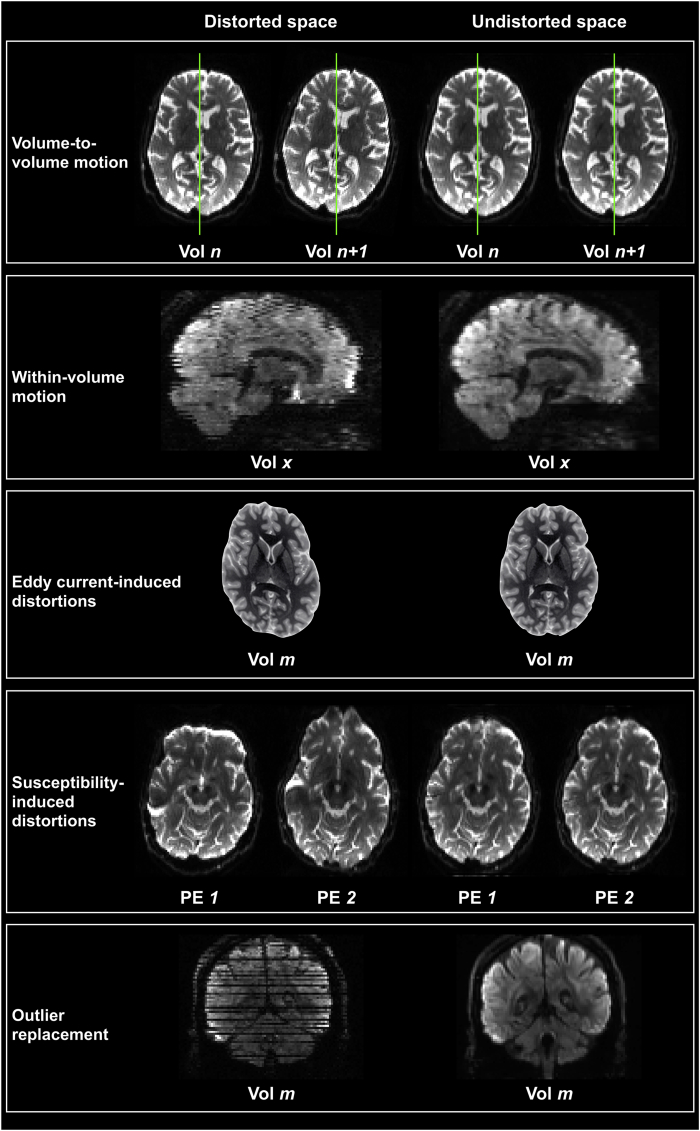 Distorted space
Undistorted space
Volume-to-
volume motion
Vol n
Vol n+1
Vol n
Vol n+1
Within-volume
motion
Vol x
Vol x
Eddy current-induced
distortions
Vol m
Vol m
Susceptibility-
induced
distortions
PE 1
PE 2
PE 1
PE 2
Outlier
replacement
Vol m
Vol m